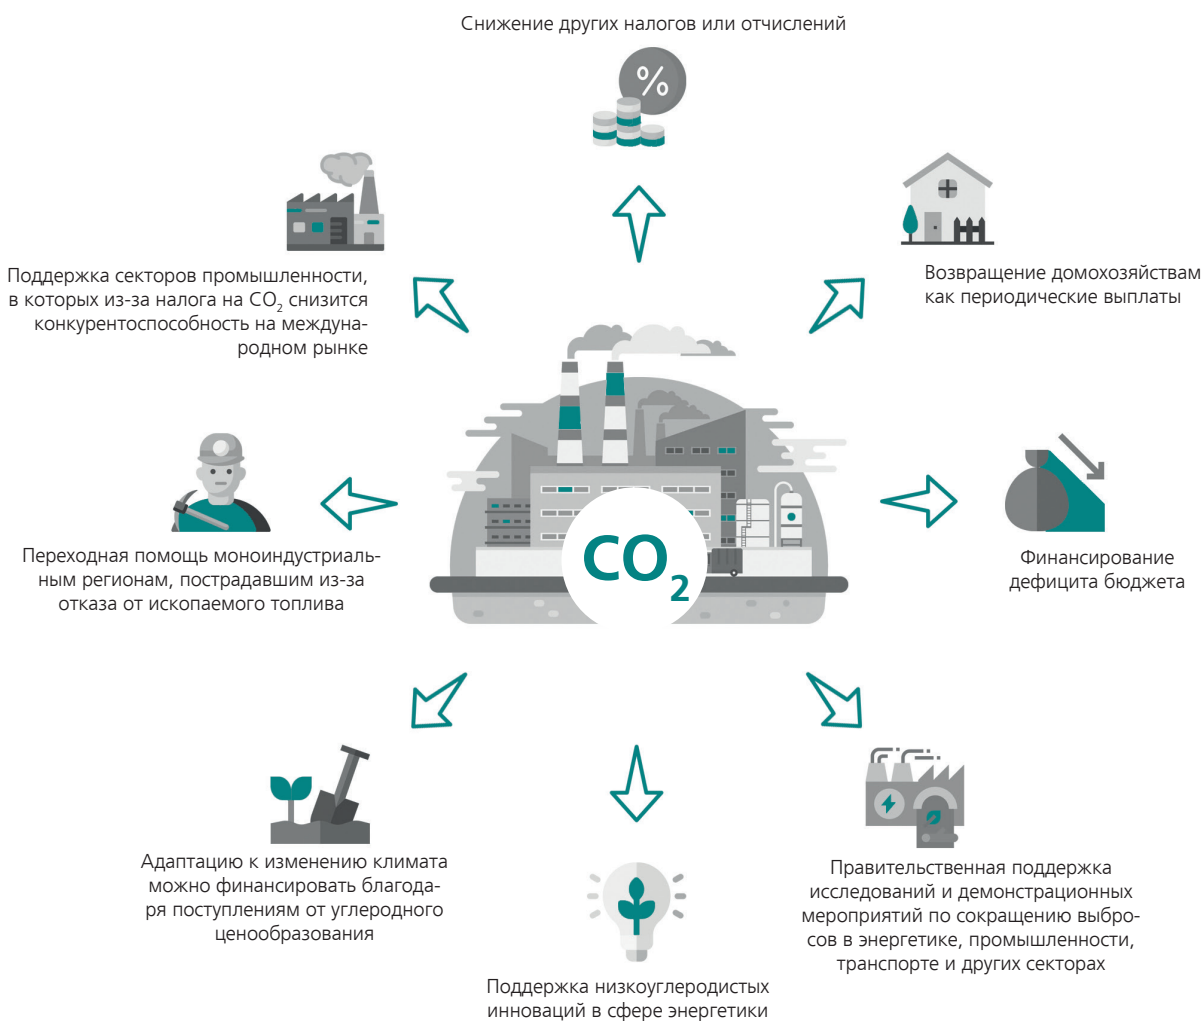 Снижение других налогов или отчислений
%
Возвращение домохозяйствам
как периодические выплаты
Поддержка секторов промышленности,
в которых из-за налога на CO₂ снизится
конкурентоспособность на междуна-
родном рынке
Переходная помощь моноиндустриаль-
ным регионам, пострадавшим из-за
отказа от ископаемого топлива
CO₂
Финансирование
дефицита бюджета
Адаптацию к изменению климата
можно финансировать благода-
ря поступлениям от углеродного
ценообразования
Поддержка низкоуглеродистых
инноваций в сфере энергетики
Правительственная поддержка
исследований и демонстрационных
мероприятий по сокращению выбро-
сов в энергетике, промышленности,
транспорте и других секторах